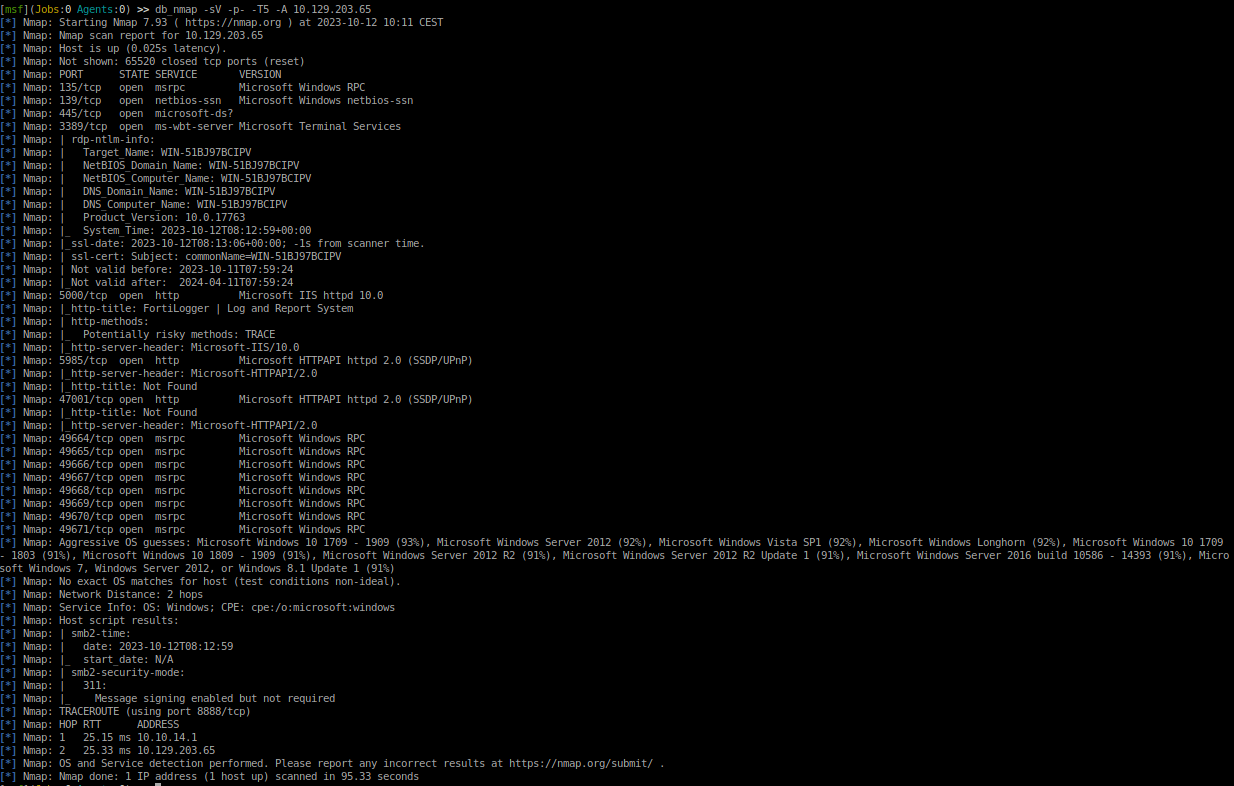 [msf](Jobs:0 Agents:0) >> db_nmap -sV -p- -T5 -A 10.129.203.65
[*] Nmap: Starting Nmap 7.93 ( https://nmap.org ) at 2023-10-12 10:11 CEST
[*] Nmap: Nmap scan report for 10.129.203.65
[*] Nmap: Host is up (0.025s latency).
[*] Nmap: Not shown: 65520 closed tcp ports (reset)
[*] Nmap: PORT      STATE SERVICE       VERSION
[*] Nmap: 135/tcp   open  msrpc         Microsoft Windows RPC
[*] Nmap: 139/tcp   open  netbios-ssn   Microsoft Windows netbios-ssn
[*] Nmap: 445/tcp   open  microsoft-ds?
[*] Nmap: 3389/tcp  open  ms-wbt-server Microsoft Terminal Services
[*] Nmap: | rdp-ntlm-info:
[*] Nmap: |   Target_Name: WIN-51BJ97BCIPV
[*] Nmap: |   NetBIOS_Domain_Name: WIN-51BJ97BCIPV
[*] Nmap: |   NetBIOS_Computer_Name: WIN-51BJ97BCIPV
[*] Nmap: |   DNS_Domain_Name: WIN-51BJ97BCIPV
[*] Nmap: |   DNS_Computer_Name: WIN-51BJ97BCIPV
[*] Nmap: |   Product_Version: 10.0.17763
[*] Nmap: |_  System_Time: 2023-10-12T08:12:59+00:00
[*] Nmap: |_ssl-date: 2023-10-12T08:13:06+00:00; -1s from scanner time.
[*] Nmap: | ssl-cert: Subject: commonName=WIN-51BJ97BCIPV
[*] Nmap: | Not valid before: 2023-10-11T07:59:24
[*] Nmap: |_Not valid after:  2024-04-11T07:59:24
[*] Nmap: 5000/tcp  open  http          Microsoft IIS httpd 10.0
[*] Nmap: |_http-title: FortiLogger | Log and Report System
[*] Nmap: | http-methods:
[*] Nmap: |_  Potentially risky methods: TRACE
[*] Nmap: |_http-server-header: Microsoft-IIS/10.0
[*] Nmap: 5985/tcp  open  http          Microsoft HTTPAPI httpd 2.0 (SSDP/UPnP)
[*] Nmap: |_http-server-header: Microsoft-HTTPAPI/2.0
[*] Nmap: |_http-title: Not Found
[*] Nmap: 47001/tcp open  http          Microsoft HTTPAPI httpd 2.0 (SSDP/UPnP)
[*] Nmap: |_http-title: Not Found
[*] Nmap: |_http-server-header: Microsoft-HTTPAPI/2.0
[*] Nmap: 49664/tcp open  msrpc         Microsoft Windows RPC
[*] Nmap: 49665/tcp open  msrpc         Microsoft Windows RPC
[*] Nmap: 49666/tcp open  msrpc         Microsoft Windows RPC
[*] Nmap: 49667/tcp open  msrpc         Microsoft Windows RPC
[*] Nmap: 49668/tcp open  msrpc         Microsoft Windows RPC
[*] Nmap: 49669/tcp open  msrpc         Microsoft Windows RPC
[*] Nmap: 49670/tcp open  msrpc         Microsoft Windows RPC
[*] Nmap: 49671/tcp open  msrpc         Microsoft Windows RPC
[*] Nmap: Aggressive OS guesses: Microsoft Windows 10 1709 - 1909 (93%), Microsoft Windows Server 2012 (92%), Microsoft Windows Vista SP1 (92%), Microsoft Windows Longhorn (92%), Microsoft Windows 10 1709
- 1803 (91%), Microsoft Windows 10 1809 - 1909 (91%), Microsoft Windows Server 2012 R2 (91%), Microsoft Windows Server 2012 R2 Update 1 (91%), Microsoft Windows Server 2016 build 10586 - 14393 (91%), Micro
soft Windows 7, Windows Server 2012, or Windows 8.1 Update 1 (91%)
[*] Nmap: No exact OS matches for host (test conditions non-ideal).
[*] Nmap: Network Distance: 2 hops
[*] Nmap: Service Info: OS: Windows; CPE: cpe:/o:microsoft:windows
[*] Nmap: Host script results:
[*] Nmap: | smb2-time:
[*] Nmap: |   date: 2023-10-12T08:12:59
[*] Nmap: |_  start_date: N/A
[*] Nmap: | smb2-security-mode:
[*] Nmap: |   311:
[*] Nmap: |_    Message signing enabled but not required
[*] Nmap: TRACEROUTE (using port 8888/tcp)
[*] Nmap: HOP RTT      ADDRESS
[*] Nmap: 1   25.15 ms 10.10.14.1
[*] Nmap: 2   25.33 ms 10.129.203.65
[*] Nmap: OS and Service detection performed. Please report any incorrect results at https://nmap.org/submit/ .
[*] Nmap: Nmap done: 1 IP address (1 host up) scanned in 95.33 seconds